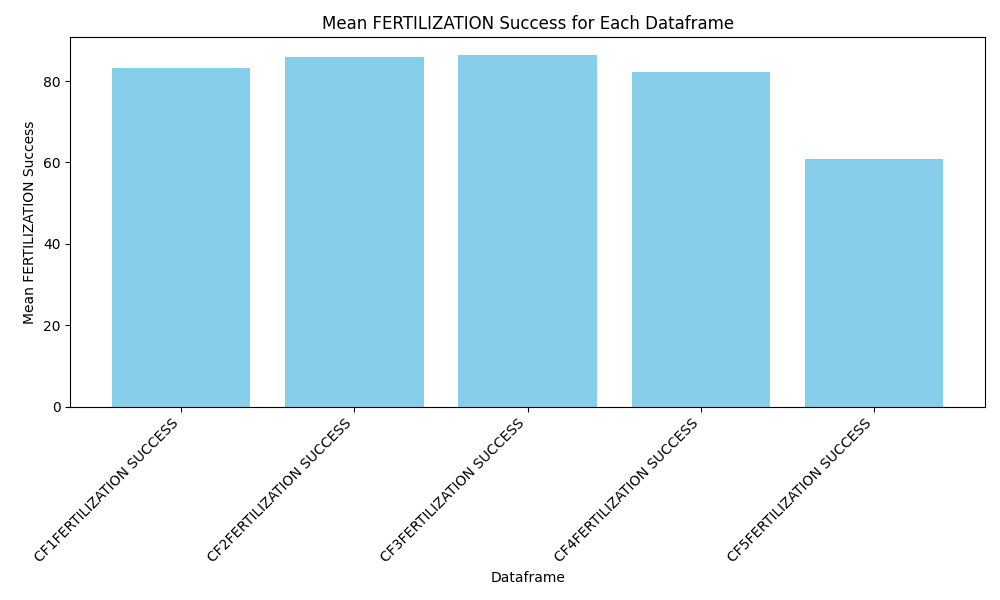 Mean FERTILIZATION Success for Each Dataframe
Mean FERTILIZATION Success
80
60
40
20
0
CF1FERTILIZATION SUCCESS
CF2FERTILIZATION SUCCESS
CF3FERTILIZATION SUCCESS
CF4FERTILIZATION SUCCESS
CF5FERTILIZATION SUCCESS
Dataframe